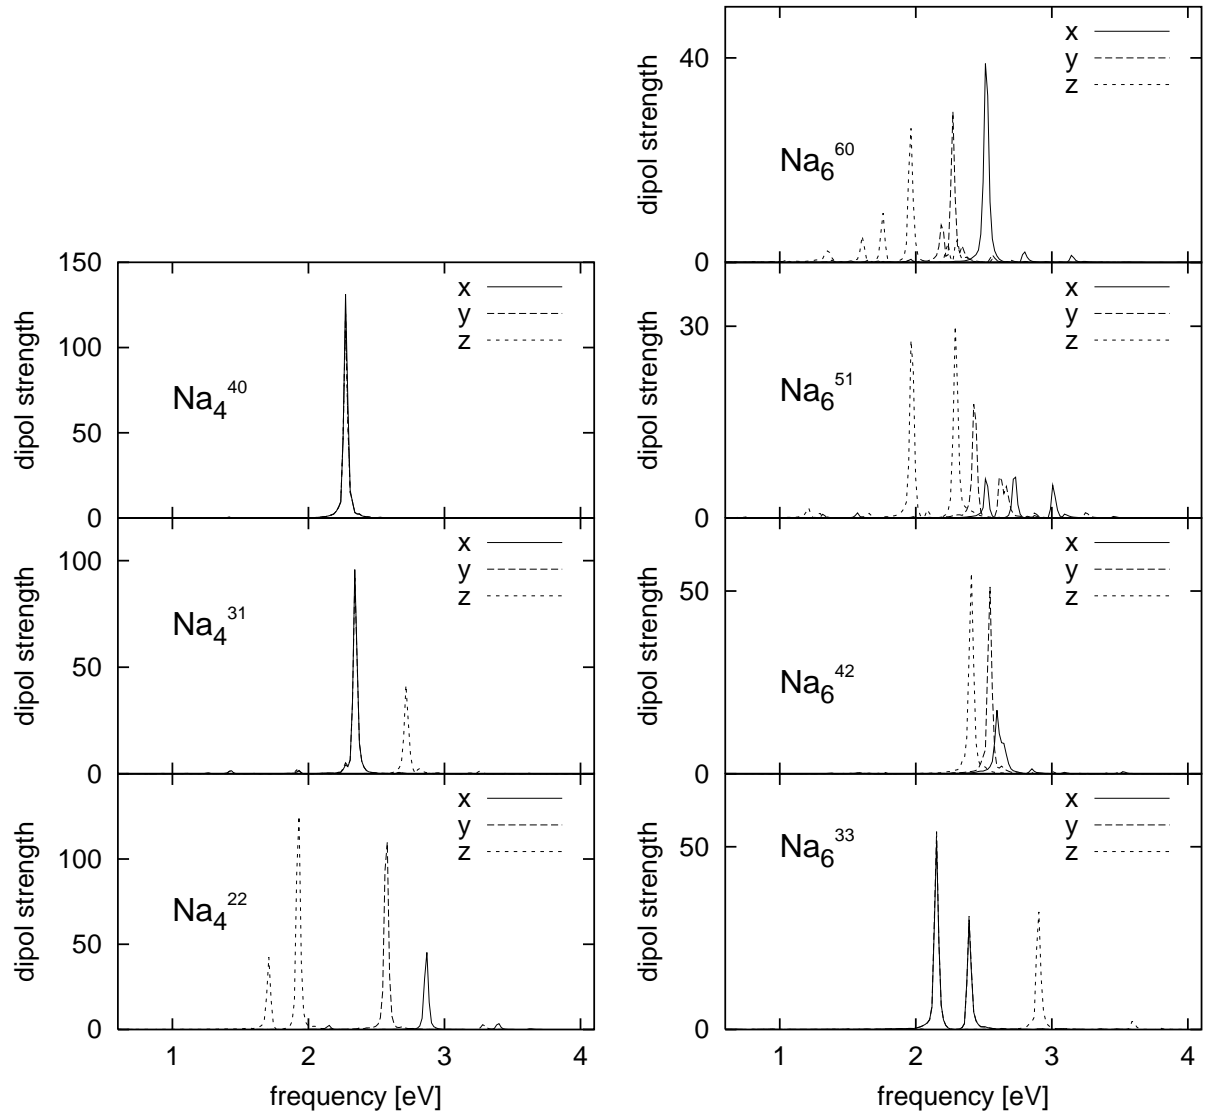 dipol strength
40
0
Na6^60
x
y
z
dipol strength
150
100
50
0
Na4^40
x
y
z
dipol strength
30
0
Na6^51
x
y
z
dipol strength
100
50
0
Na4^31
x
y
z
dipol strength
50
0
Na6^42
x
y
z
dipol strength
100
50
0
Na4^22
x
y
z
1 2 3 4
frequency [eV]
dipol strength
50
0
Na6^33
x
y
z
1 2 3 4
frequency [eV]